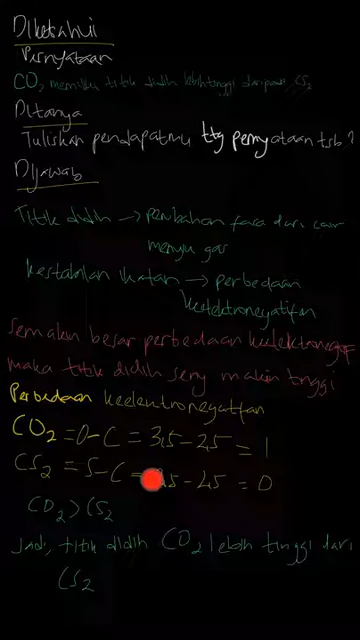 Diketahui
Pernyataan
CO2 memiliki titik didih lebih tinggi daripada CS2
Ditanya
Tuliskan pendapatmu ttg pernyataan tsb?
Dijawab
Titik didih → perubahan fasa dari cair
menuju gas
Kestabilan ikatan → perbedaan
keelektronegatifan
Semakin besar perbedaan keelektronegatf
maka titik didih seny makin tinggi
Perbedaan keelektronegatifan
CO2 = O - C = 3,5 - 2,5 = 1
CS2 = S - C = 2,5 - 2,5 = 0
CO2 > CS2
Jadi, titik didih CO2 lebih tinggi dari
CS2